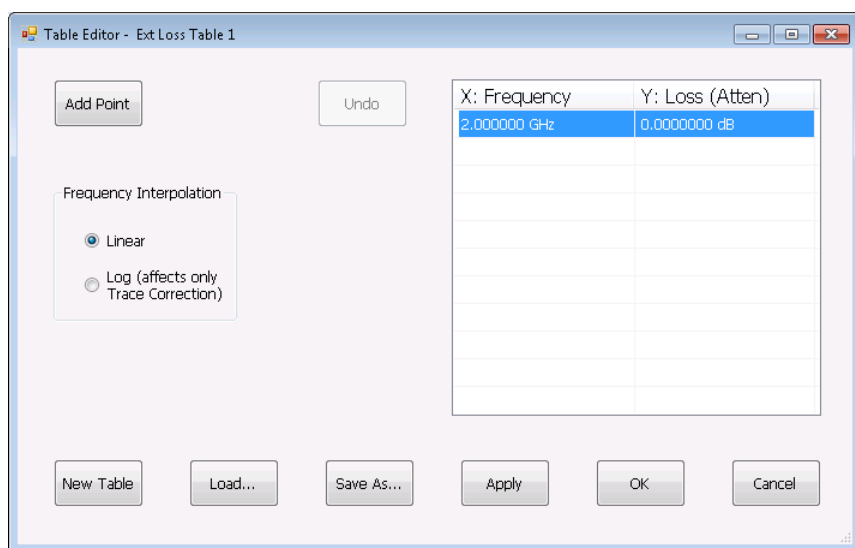 Table Editor - Ext Loss Table 1
Add Point
Undo
X: Frequency Y: Loss (Atten)
2.000000 GHz 0.0000000 dB
Frequency Interpolation
Linear
Log (affects only
Trace Correction)
New Table Load... Save As... Apply OK Cancel